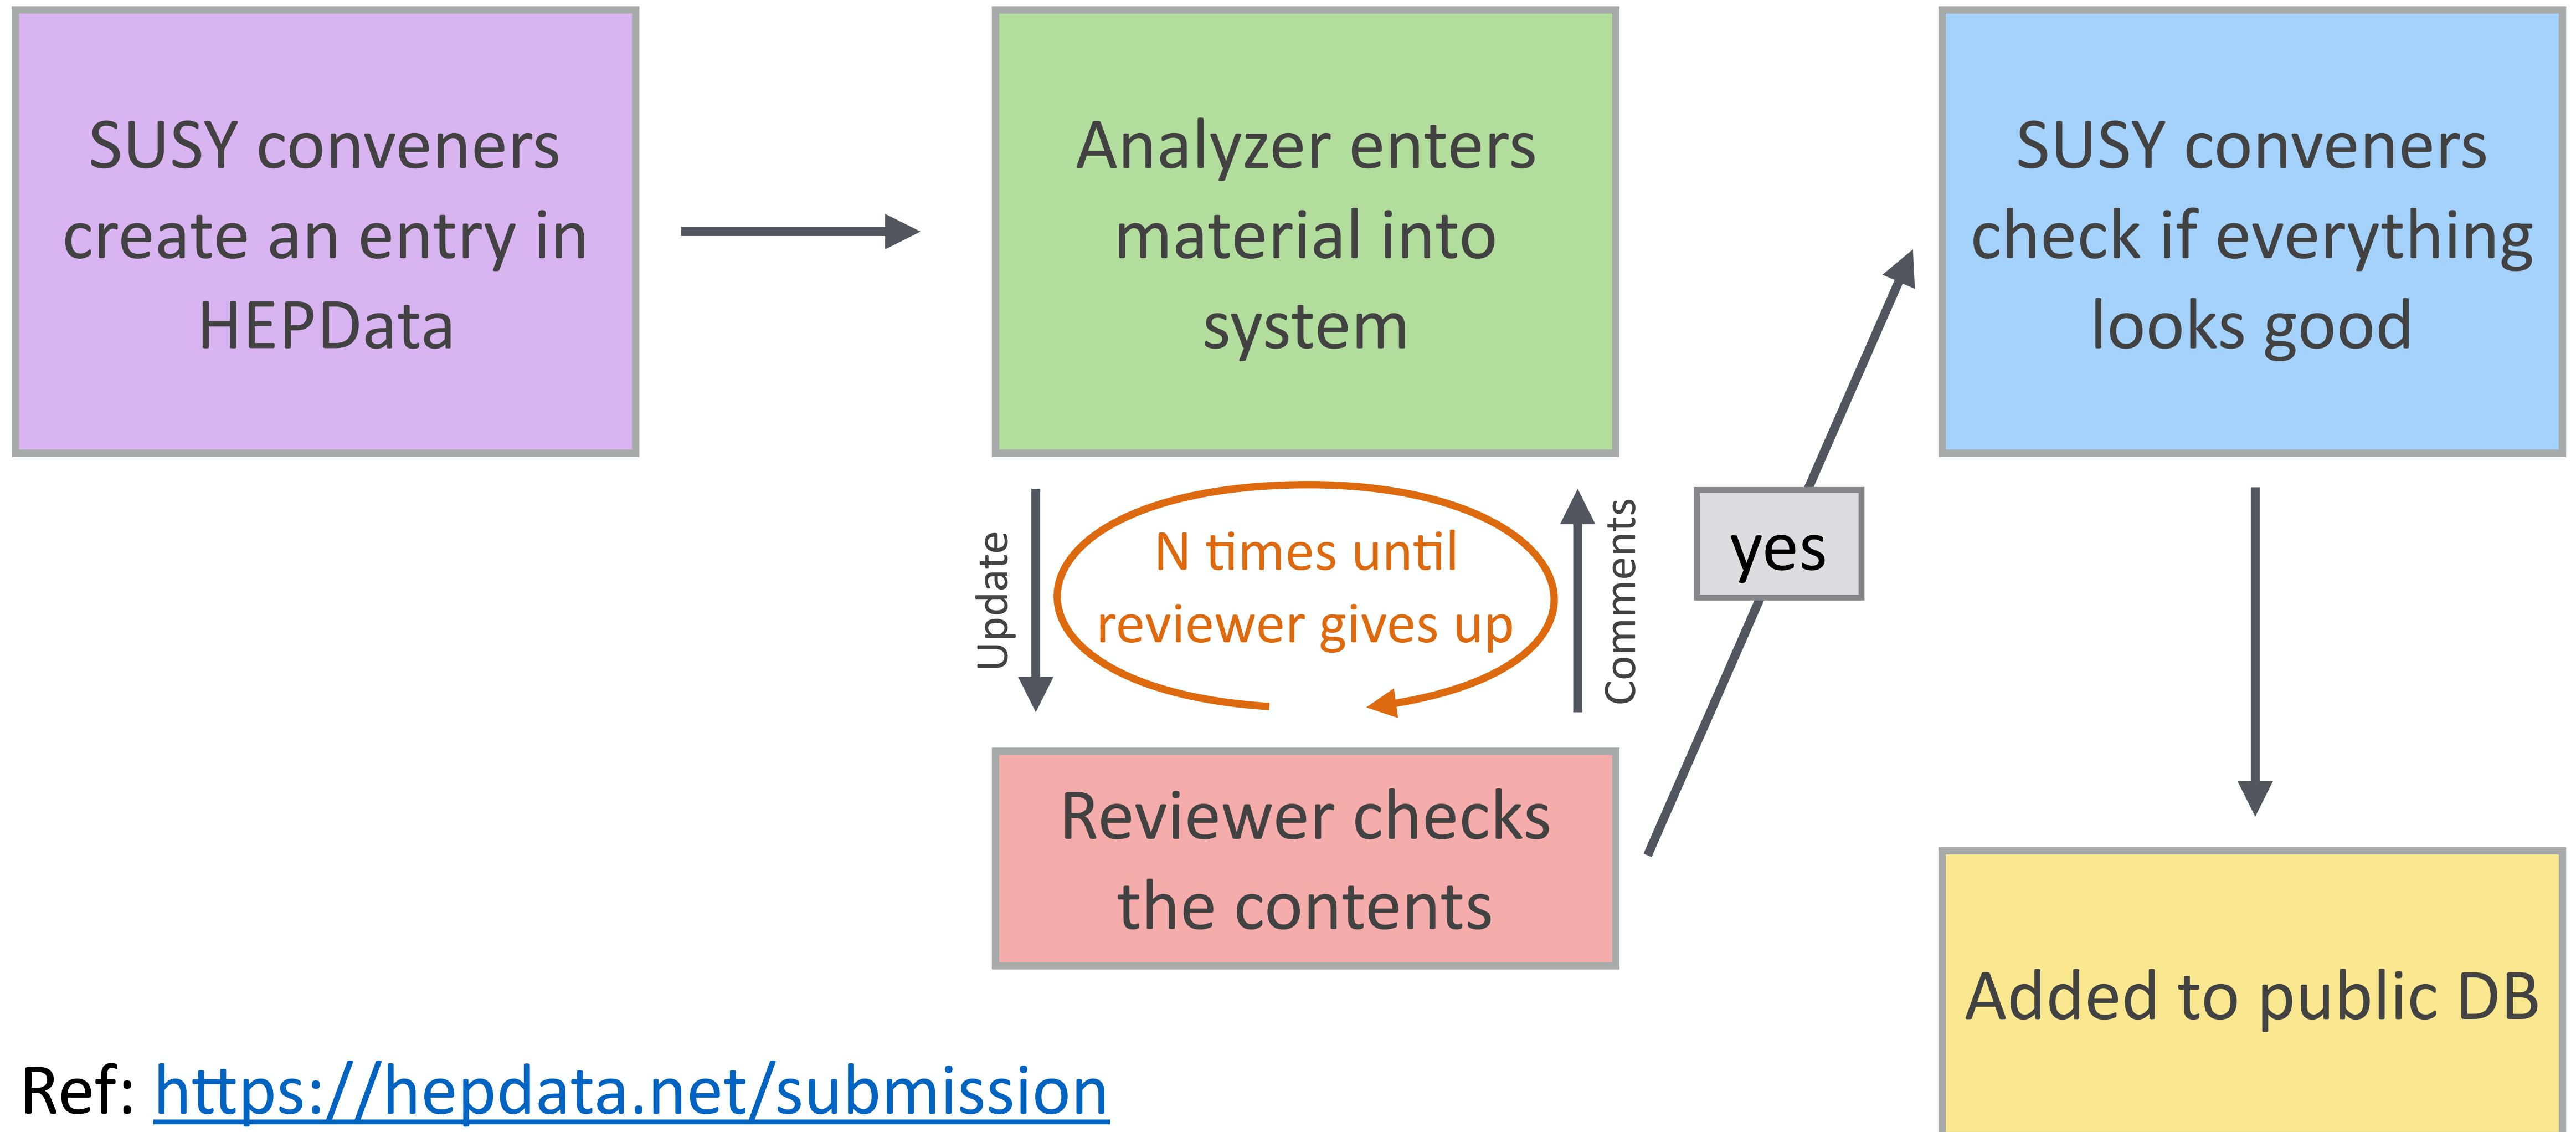 SUSY conveners
create an entry in
HEPData
Analyzer enters
material into
system
Update
N times until
reviewer gives up
Comments
Reviewer checks
the contents
yes
SUSY conveners
check if everything
looks good
Added to public DB
Ref: https://hepdata.net/submission